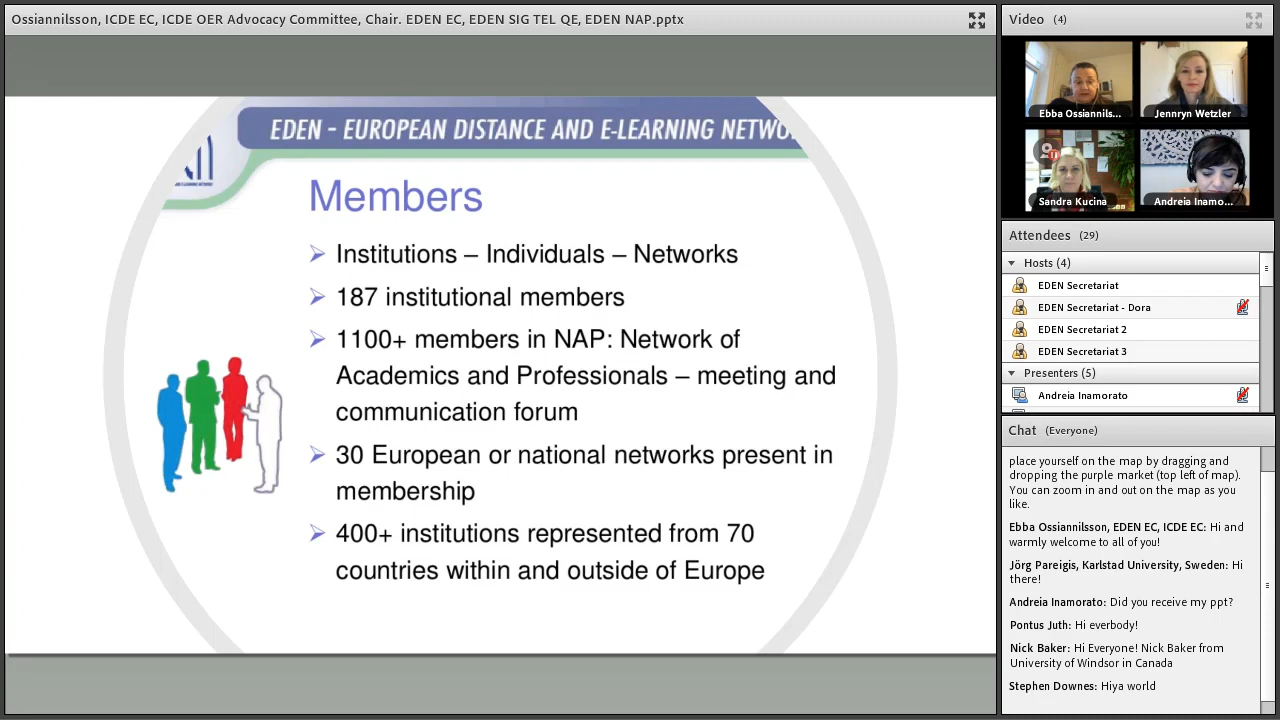 Ossiannilsson, ICDE EC, ICDE OER Advocacy Committee, Chair. EDEN EC, EDEN SIG TEL QE, EDEN NAP.pptx
EDEN – EUROPEAN DISTANCE AND E-LEARNING NETWO
Members
Institutions – Individuals – Networks
187 institutional members
1100+ members in NAP: Network of
Academics and Professionals – meeting and
communication forum
30 European or national networks present in
membership
400+ institutions represented from 70
countries within and outside of Europe
Video (4)
Ebba Ossiannils...
Jennryn Wetzler
Sandra Kucina
Andreia Inamo...
Attendees (29)
Hosts (4)
EDEN Secretariat
EDEN Secretariat - Dora
EDEN Secretariat 2
EDEN Secretariat 3
Presenters (5)
Andreia Inamorato
Chat (Everyone)
place yourself on the map by dragging and
dropping the purple market (top left of map).
You can zoom in and out on the map as you
like.
Ebba Ossiannilsson, EDEN EC, ICDE EC: Hi and
warmly welcome to all of you!
Jörg Pareigis, Karlstad University, Sweden: Hi
there!
Andreia Inamorato: Did you receive my ppt?
Pontus Juth: Hi everbody!
Nick Baker: Hi Everyone! Nick Baker from
University of Windsor in Canada
Stephen Downes: Hiya world